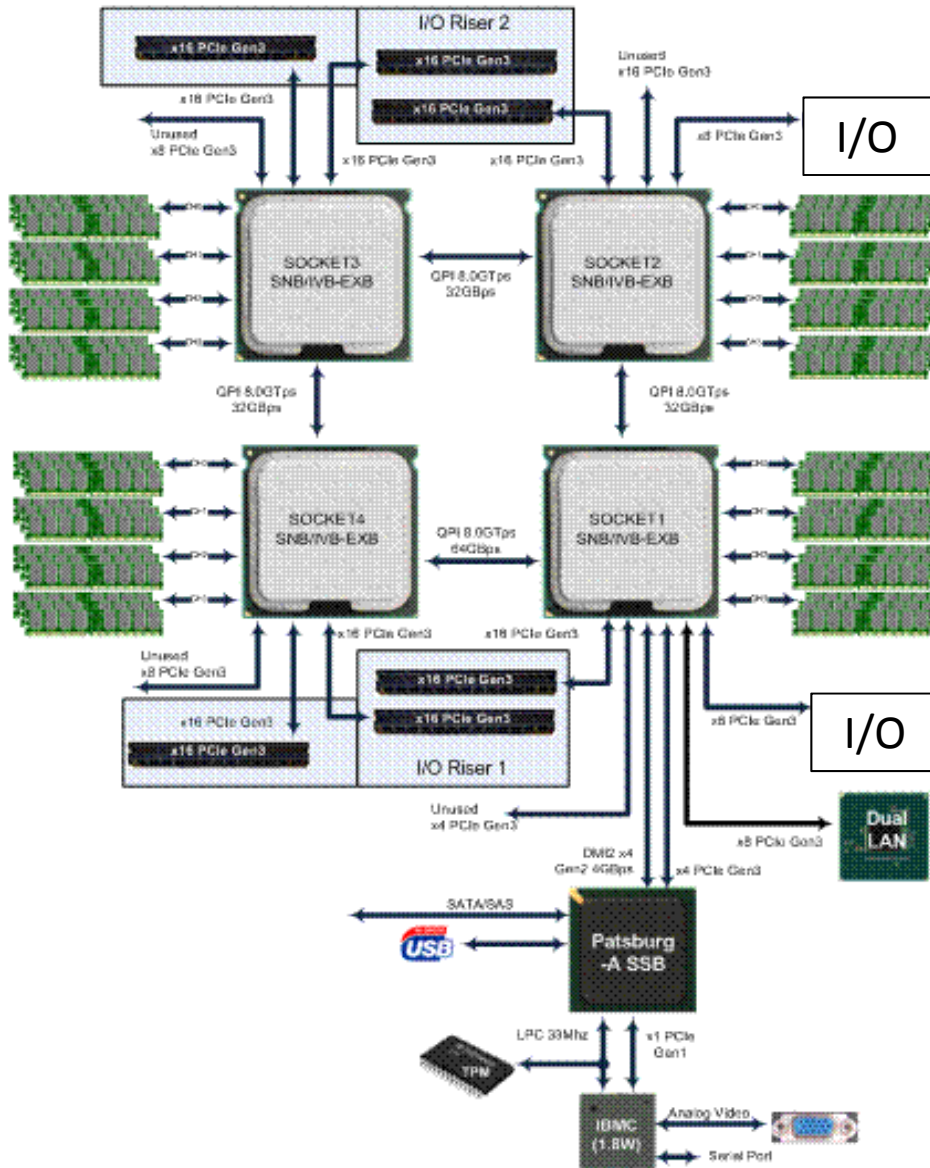 I/O Riser 2
x16 PCIe Gen3
x16 PCIe Gen3
x16 PCIe Gen3
x16 PCIe Gen3
Unused
x8 PCIe Gen3
x16 PCIe Gen3
x16 PCIe Gen3
Unused
x16 PCIe Gen3
x8 PCIe Gen3
I/O
SOCKET3
SNB/IVB-EXB
QPI 8.0GTps
32GBps
SOCKET2
SNB/IVB-EXB
QPI 8.0GTps
32GBps
QPI 8.0GTps
32GBps
SOCKET4
SNB/IVB-EXB
QPI 8.0GTps
64GBps
SOCKET1
SNB/IVB-EXB
x16 PCIe Gen3
x16 PCIe Gen3
Unused
x8 PCIe Gen3
x16 PCIe Gen3
x16 PCIe Gen3
x16 PCIe Gen3
x16 PCIe Gen3
I/O Riser 1
x8 PCIe Gen3
I/O
Unused
x4 PCIe Gen3
x8 PCIe Gen3
Dual
LAN
DMI2 x4
Gen2 4GBps
x4 PCIe Gen3
SATA/SAS
USB
Patsburg
-A SSB
LPC 33Mhz
x1 PCIe
Gen1
TPM
IBMC
(1.8W)
Analog Video
Serial Port